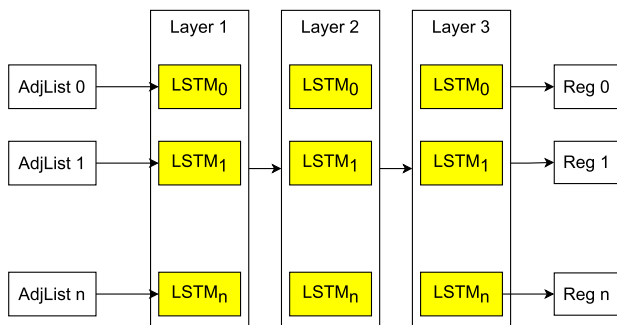 Layer 1 Layer 2 Layer 3
AdjList 0 LSTM0 LSTM0 LSTM0 Reg 0
AdjList 1 LSTM1 LSTM1 LSTM1 Reg 1
AdjList n LSTMn LSTMn LSTMn Reg n